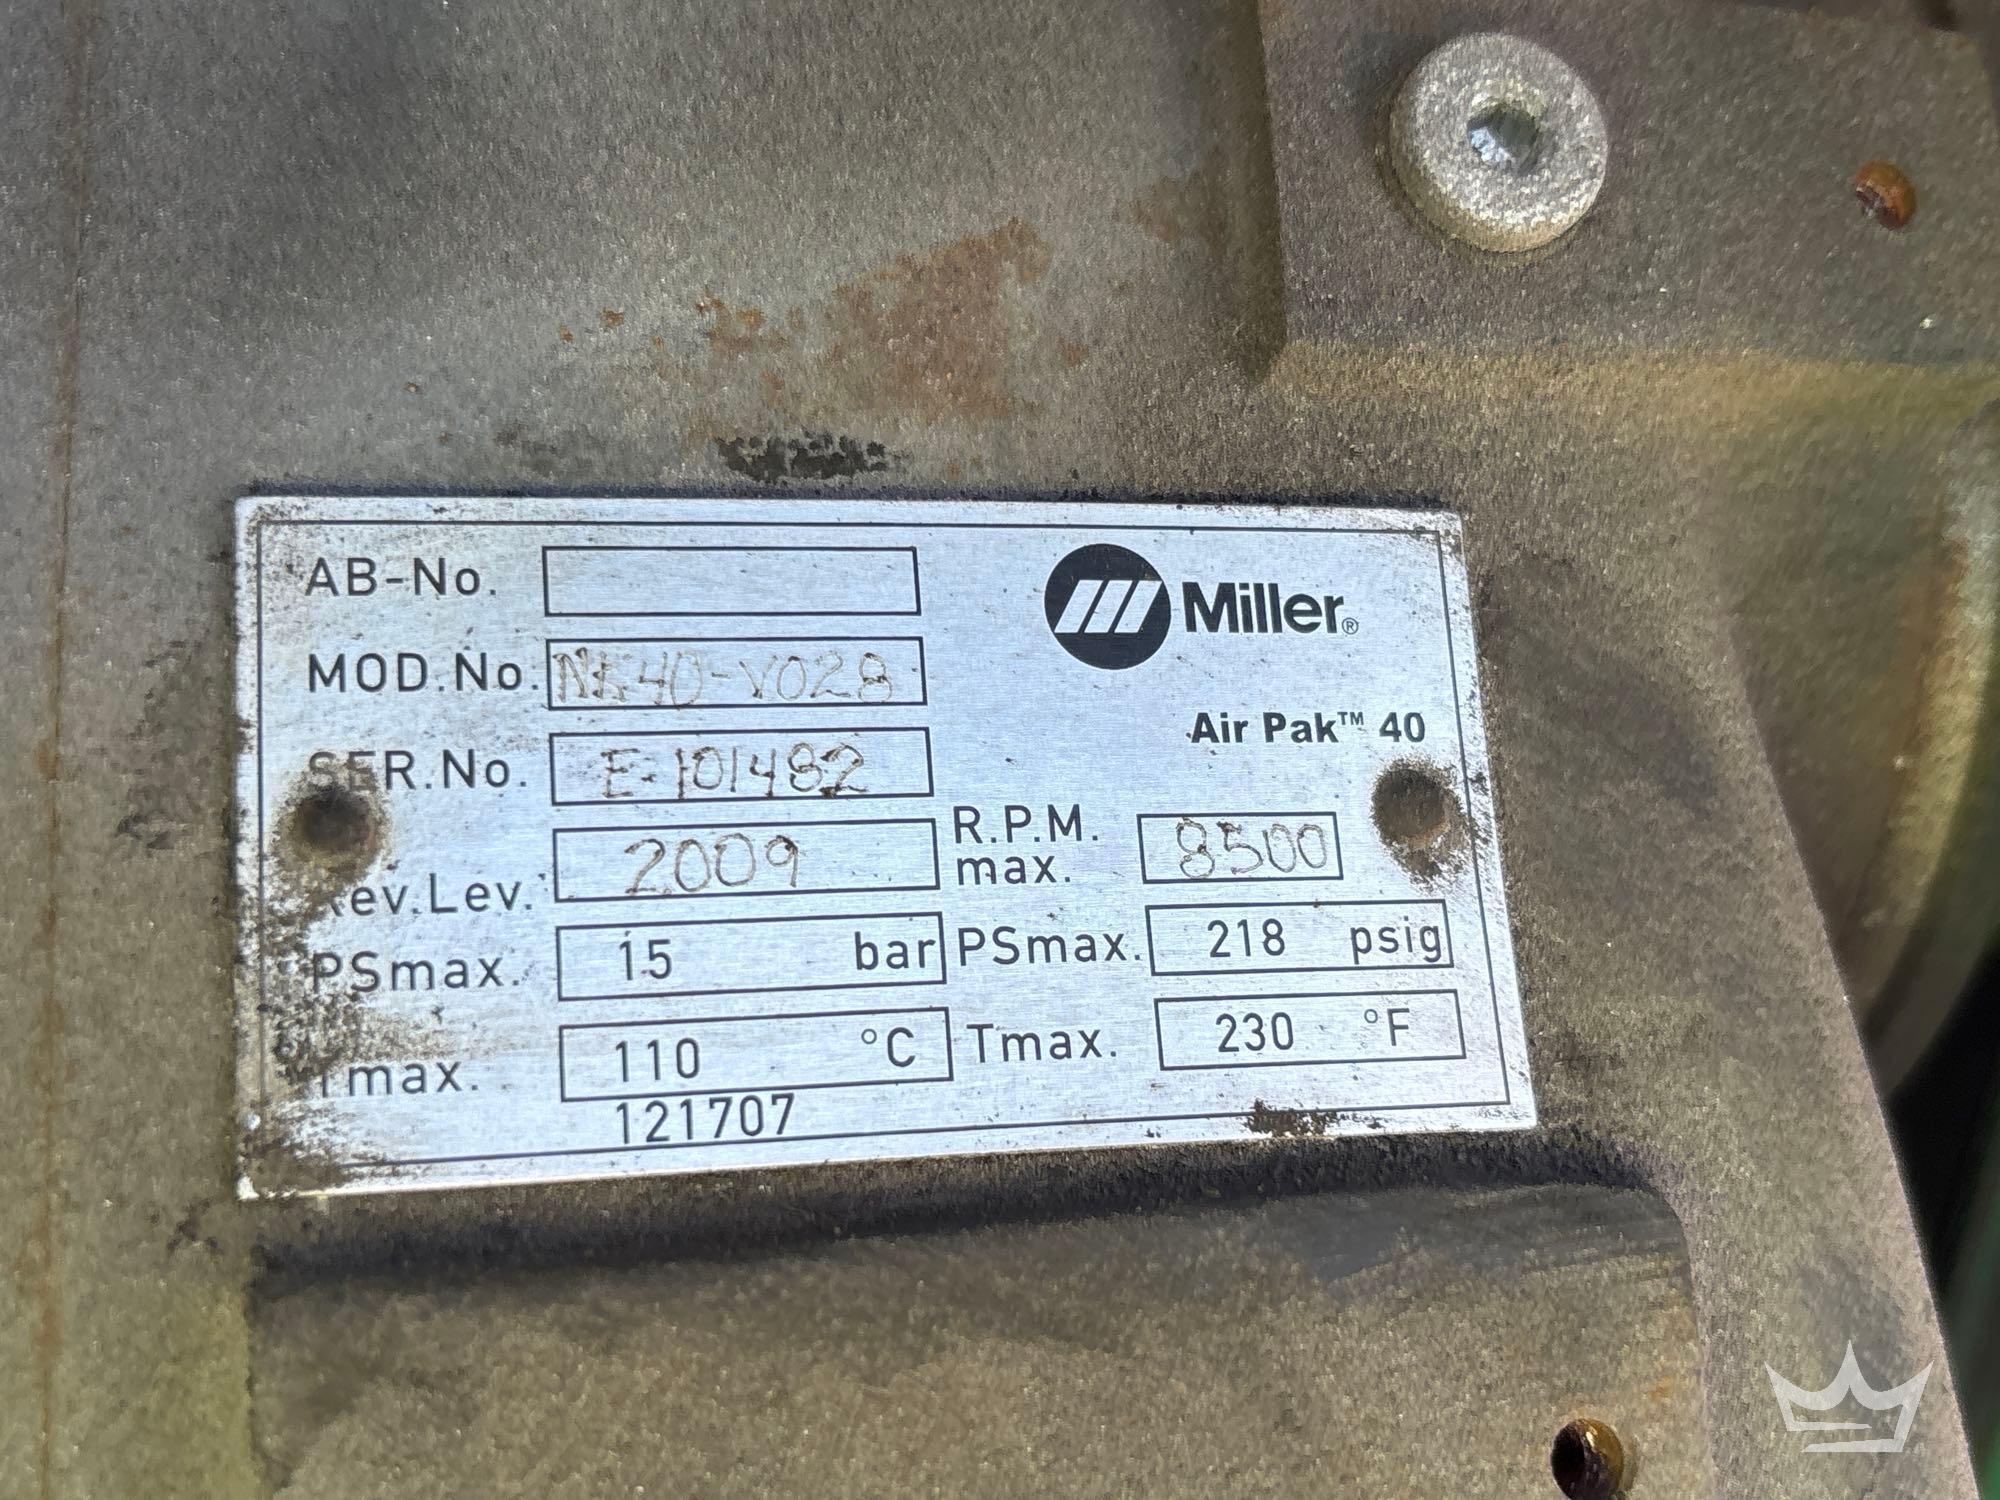 AB-No.
Miller®
MOD.No. NK40-V028
Air Pak™ 40
SER.No. E-101482
Rev.Lev. 2009
R.P.M. max. 8500
PSmax. 15 bar PSmax. 218 psig
Tmax. 110 °C Tmax. 230 °F
121707